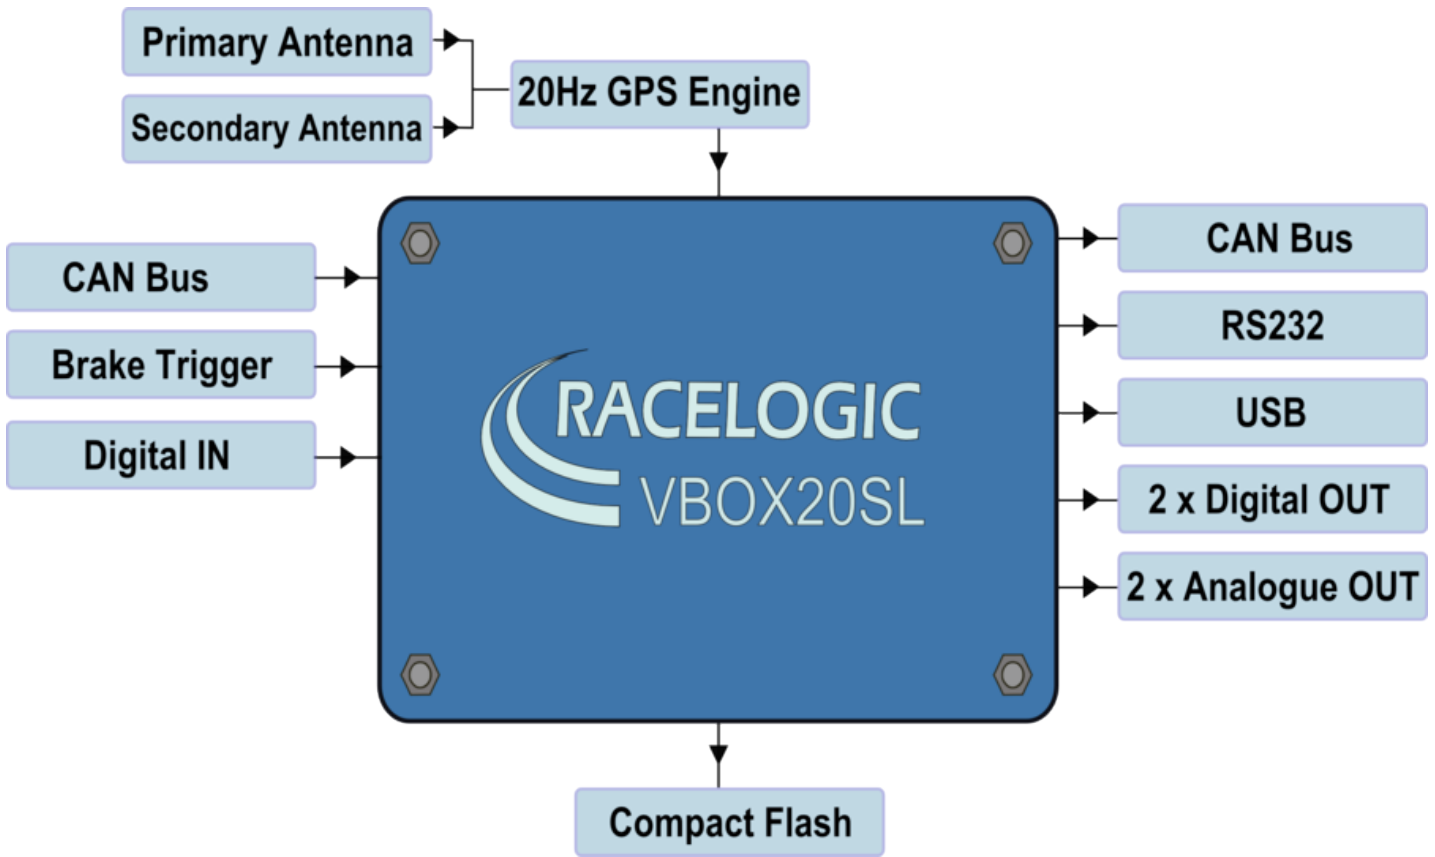 Primary Antenna
Secondary Antenna
20Hz GPS Engine
CAN Bus
Brake Trigger
Digital IN
RACELOGIC
VBOX20SL
CAN Bus
RS232
USB
2 x Digital OUT
2 x Analogue OUT
Compact Flash